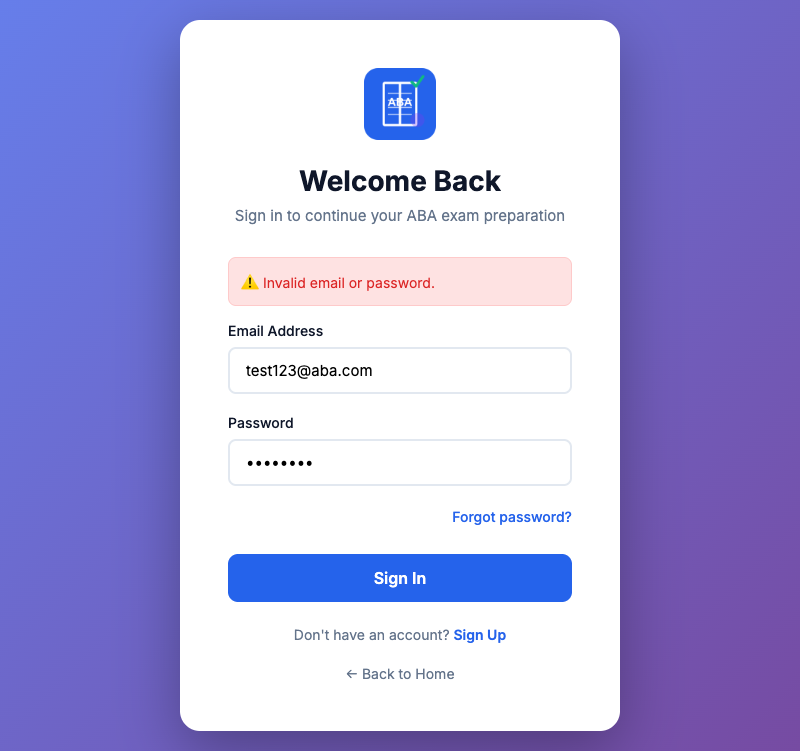 ABA
Welcome Back
Sign in to continue your ABA exam preparation
Invalid email or password.
Email Address
test123@aba.com
Password
••••••••
Forgot password?
Sign In
Don't have an account? Sign Up
← Back to Home